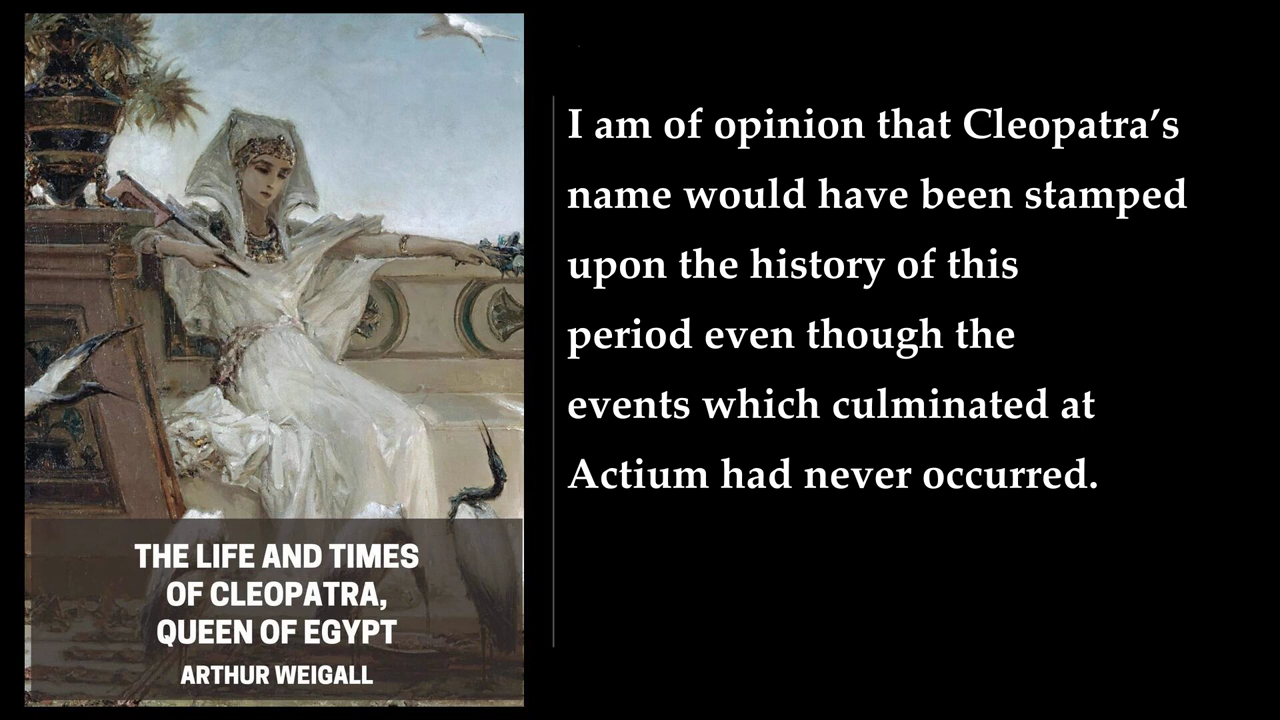 THE LIFE AND TIMES
OF CLEOPATRA,
QUEEN OF EGYPT
ARTHUR WEIGALL
I am of opinion that Cleopatra’s
name would have been stamped
upon the history of this
period even though the
events which culminated at
Actium had never occurred.